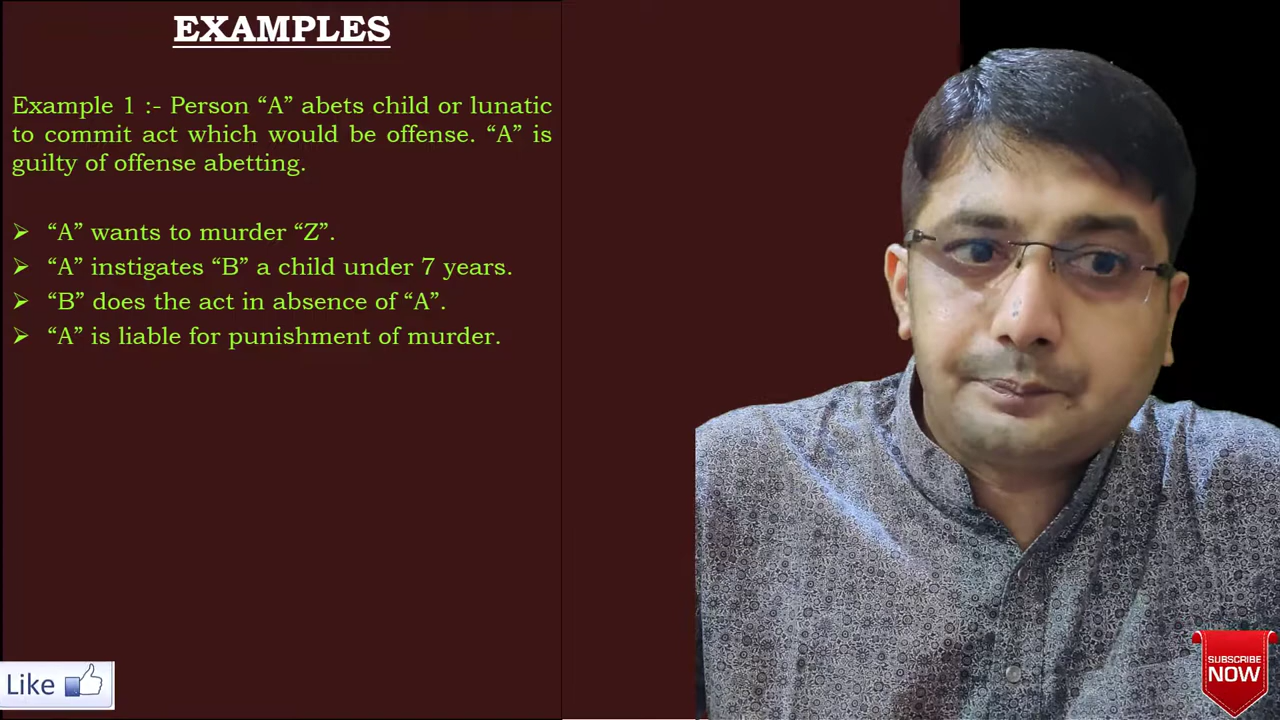 EXAMPLES
Example 1 :- Person “A” abets child or lunatic
to commit act which would be offense. “A” is
guilty of offense abetting.
➢ “A” wants to murder “Z”.
➢ “A” instigates “B” a child under 7 years.
➢ “B” does the act in absence of “A”.
➢ “A” is liable for punishment of murder.
Like
SUBSCRIBE
NOW